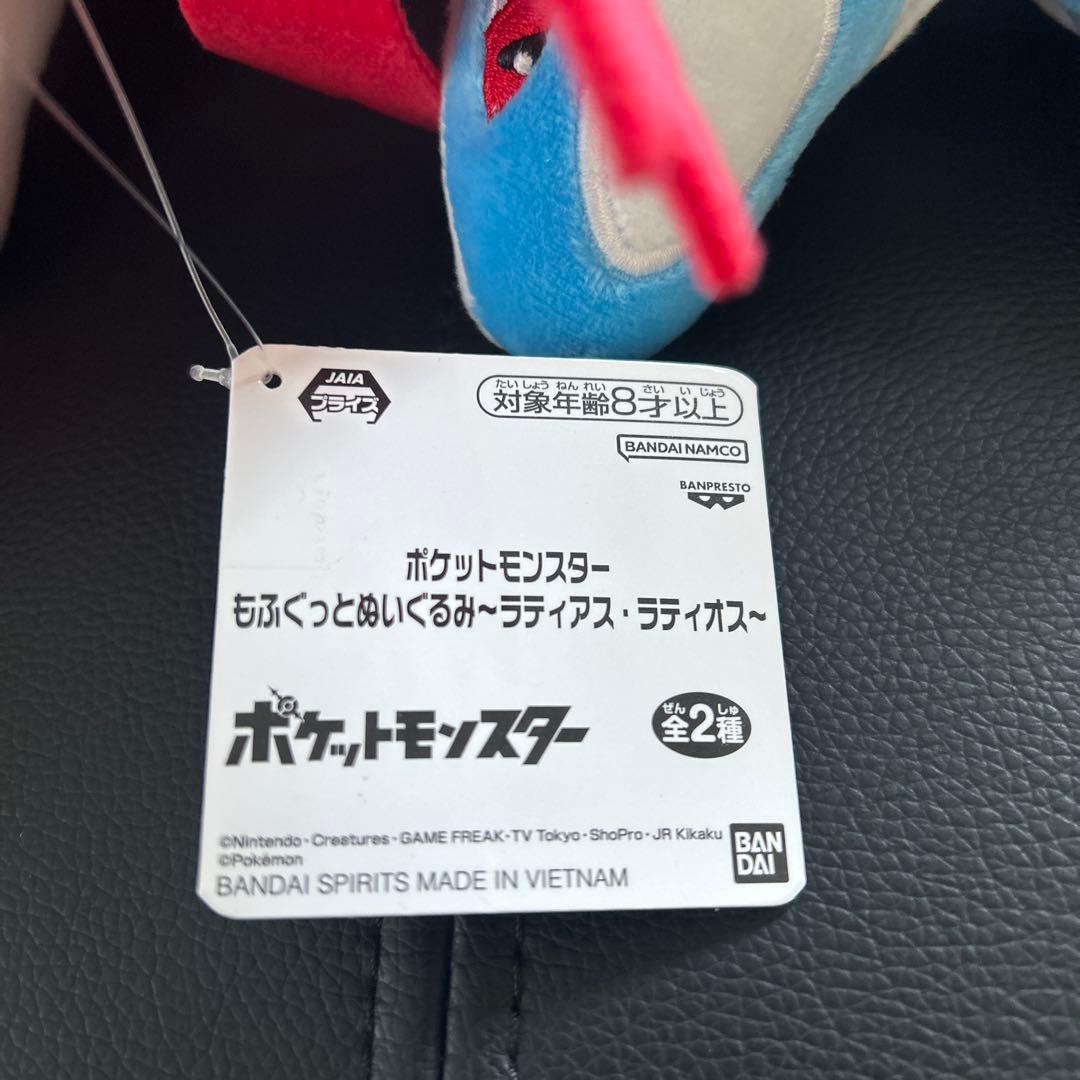 JAIA
プライズ
たいしょうねんれい さい いじょう
対象年齢8才以上
BANDAI NAMCO
BANPRESTO
ポケットモンスター
もふぐっとぬいぐるみ~ラティアス・ラティオス~
ポケットモンスター
ぜん しゅ
全2種
©Nintendo・Creatures・GAME FREAK・TV Tokyo・ShoPro・JR Kikaku
©Pokémon
BANDAI SPIRITS MADE IN VIETNAM
BAN
DAI